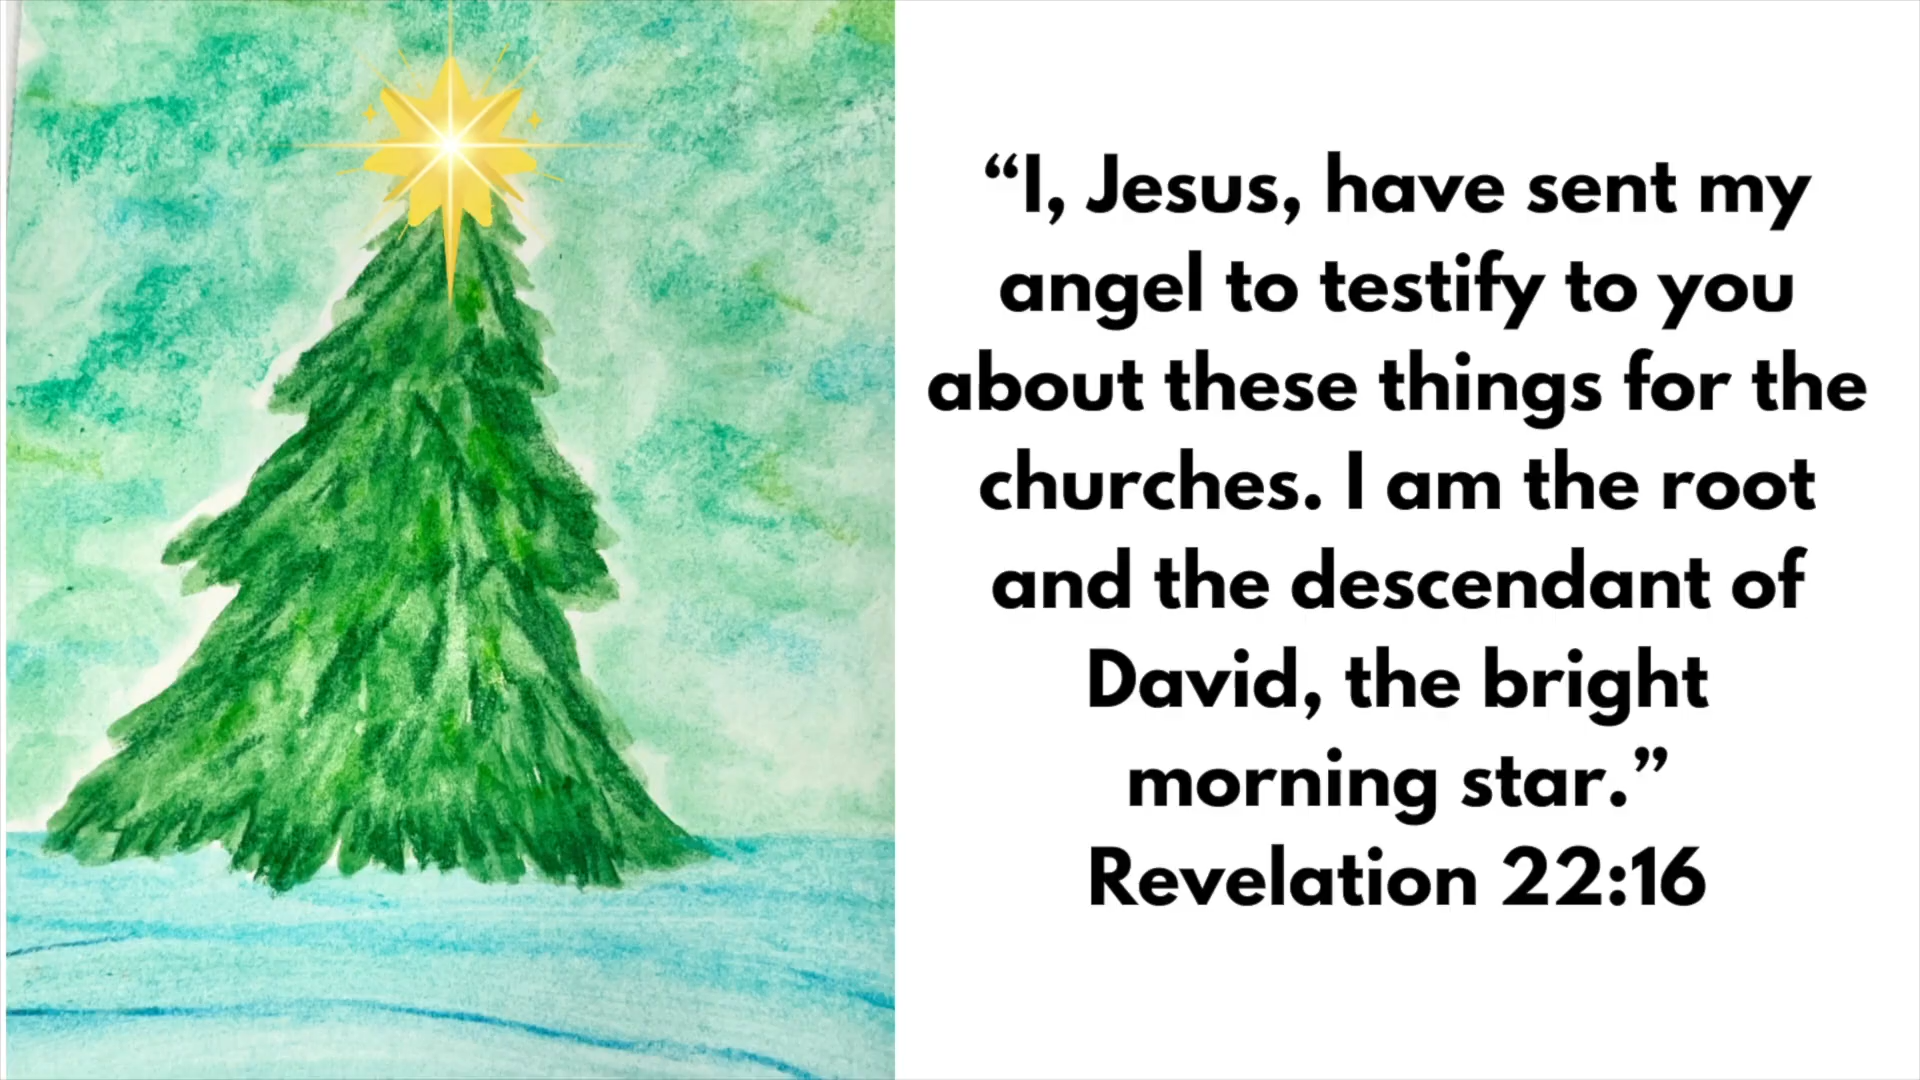 “I, Jesus, have sent my
angel to testify to you
about these things for the
churches. I am the root
and the descendant of
David, the bright
morning star.”
Revelation 22:16